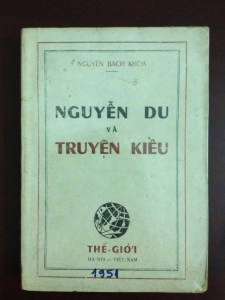 NGUYỄN BÁCH KHOA
NGUYỄN DU
VÀ
TRUYỆN KIỀU
THẾ-GIỚI
HÀ-NỘI — VIỆT-NAM
1951